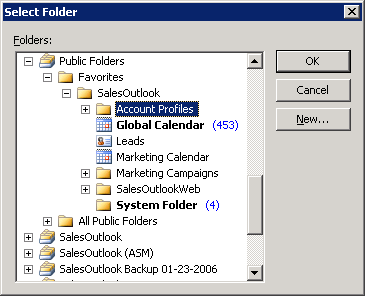 Select Folder
Folders:
Public Folders
Favorites
SalesOutlook
Account Profiles
Global Calendar (453)
Leads
Marketing Calendar
Marketing Campaigns
SalesOutlookWeb
System Folder (4)
All Public Folders
SalesOutlook
SalesOutlook (ASM)
SalesOutlook Backup 01-23-2006
OK
Cancel
New...